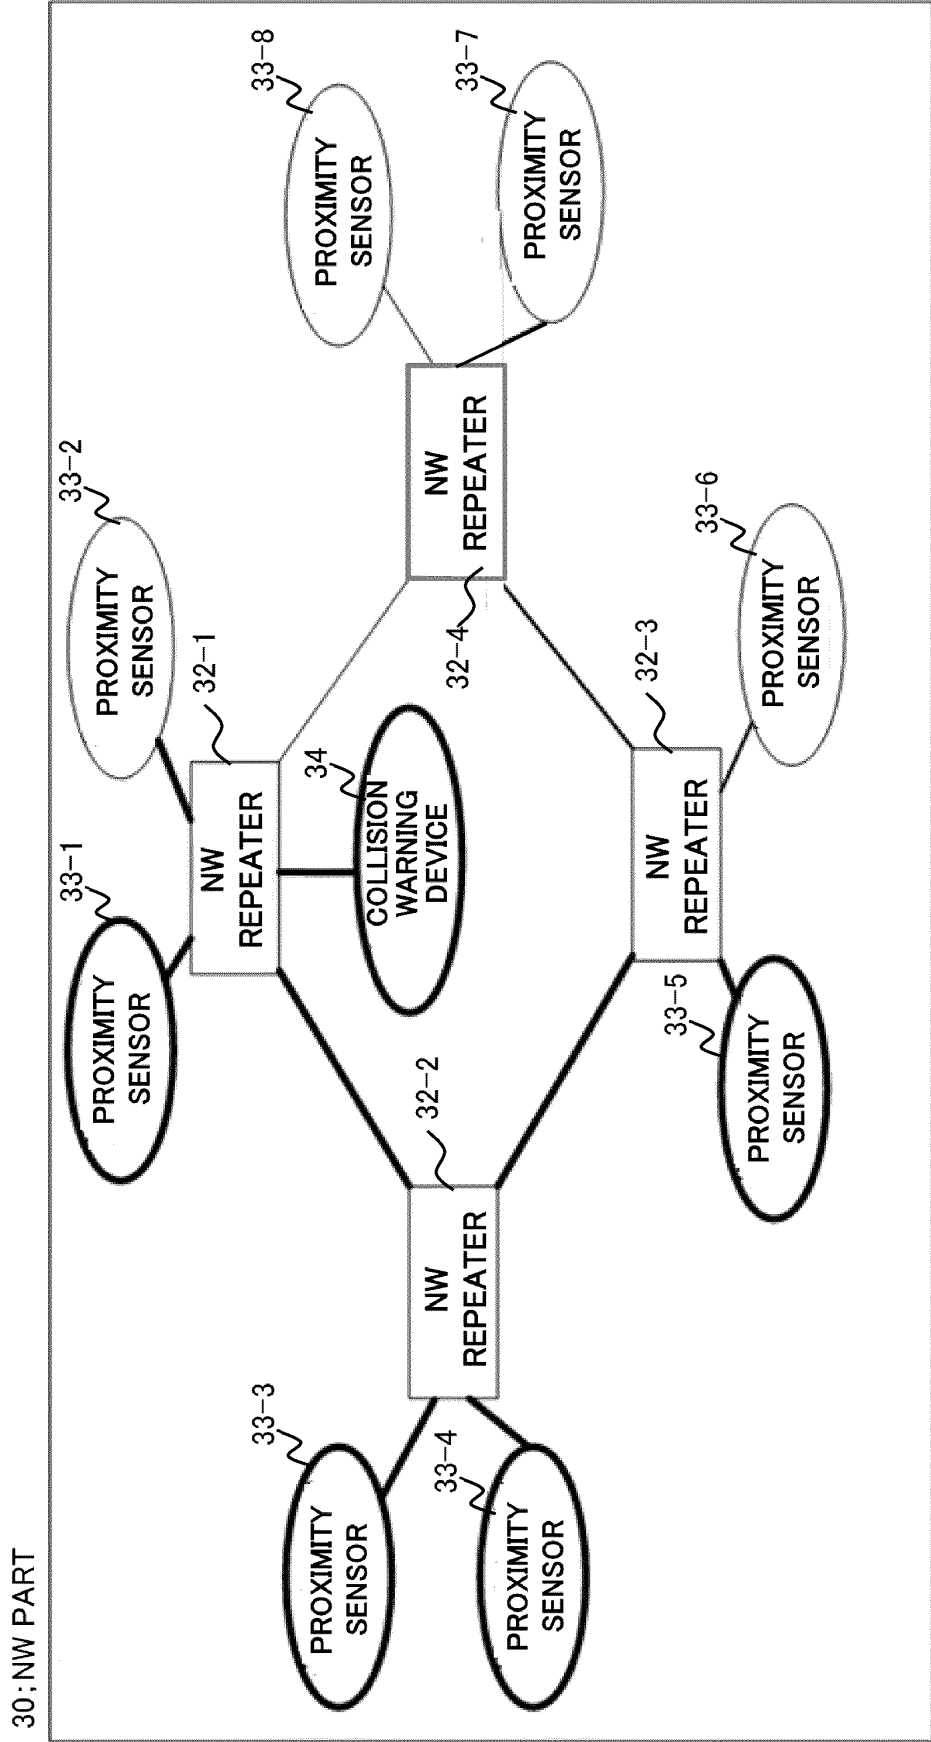 30;NW PART
33-1
PROXIMITY
SENSOR
33-2
PROXIMITY
SENSOR
32-1
NW
REPEATER
33-3
PROXIMITY
SENSOR
33-4
PROXIMITY
SENSOR
32-2
NW
REPEATER
34
COLLISION
WARNING
DEVICE
32-4
NW
REPEATER
33-8
PROXIMITY
SENSOR
33-7
PROXIMITY
SENSOR
32-3
NW
REPEATER
33-5
PROXIMITY
SENSOR
33-6
PROXIMITY
SENSOR